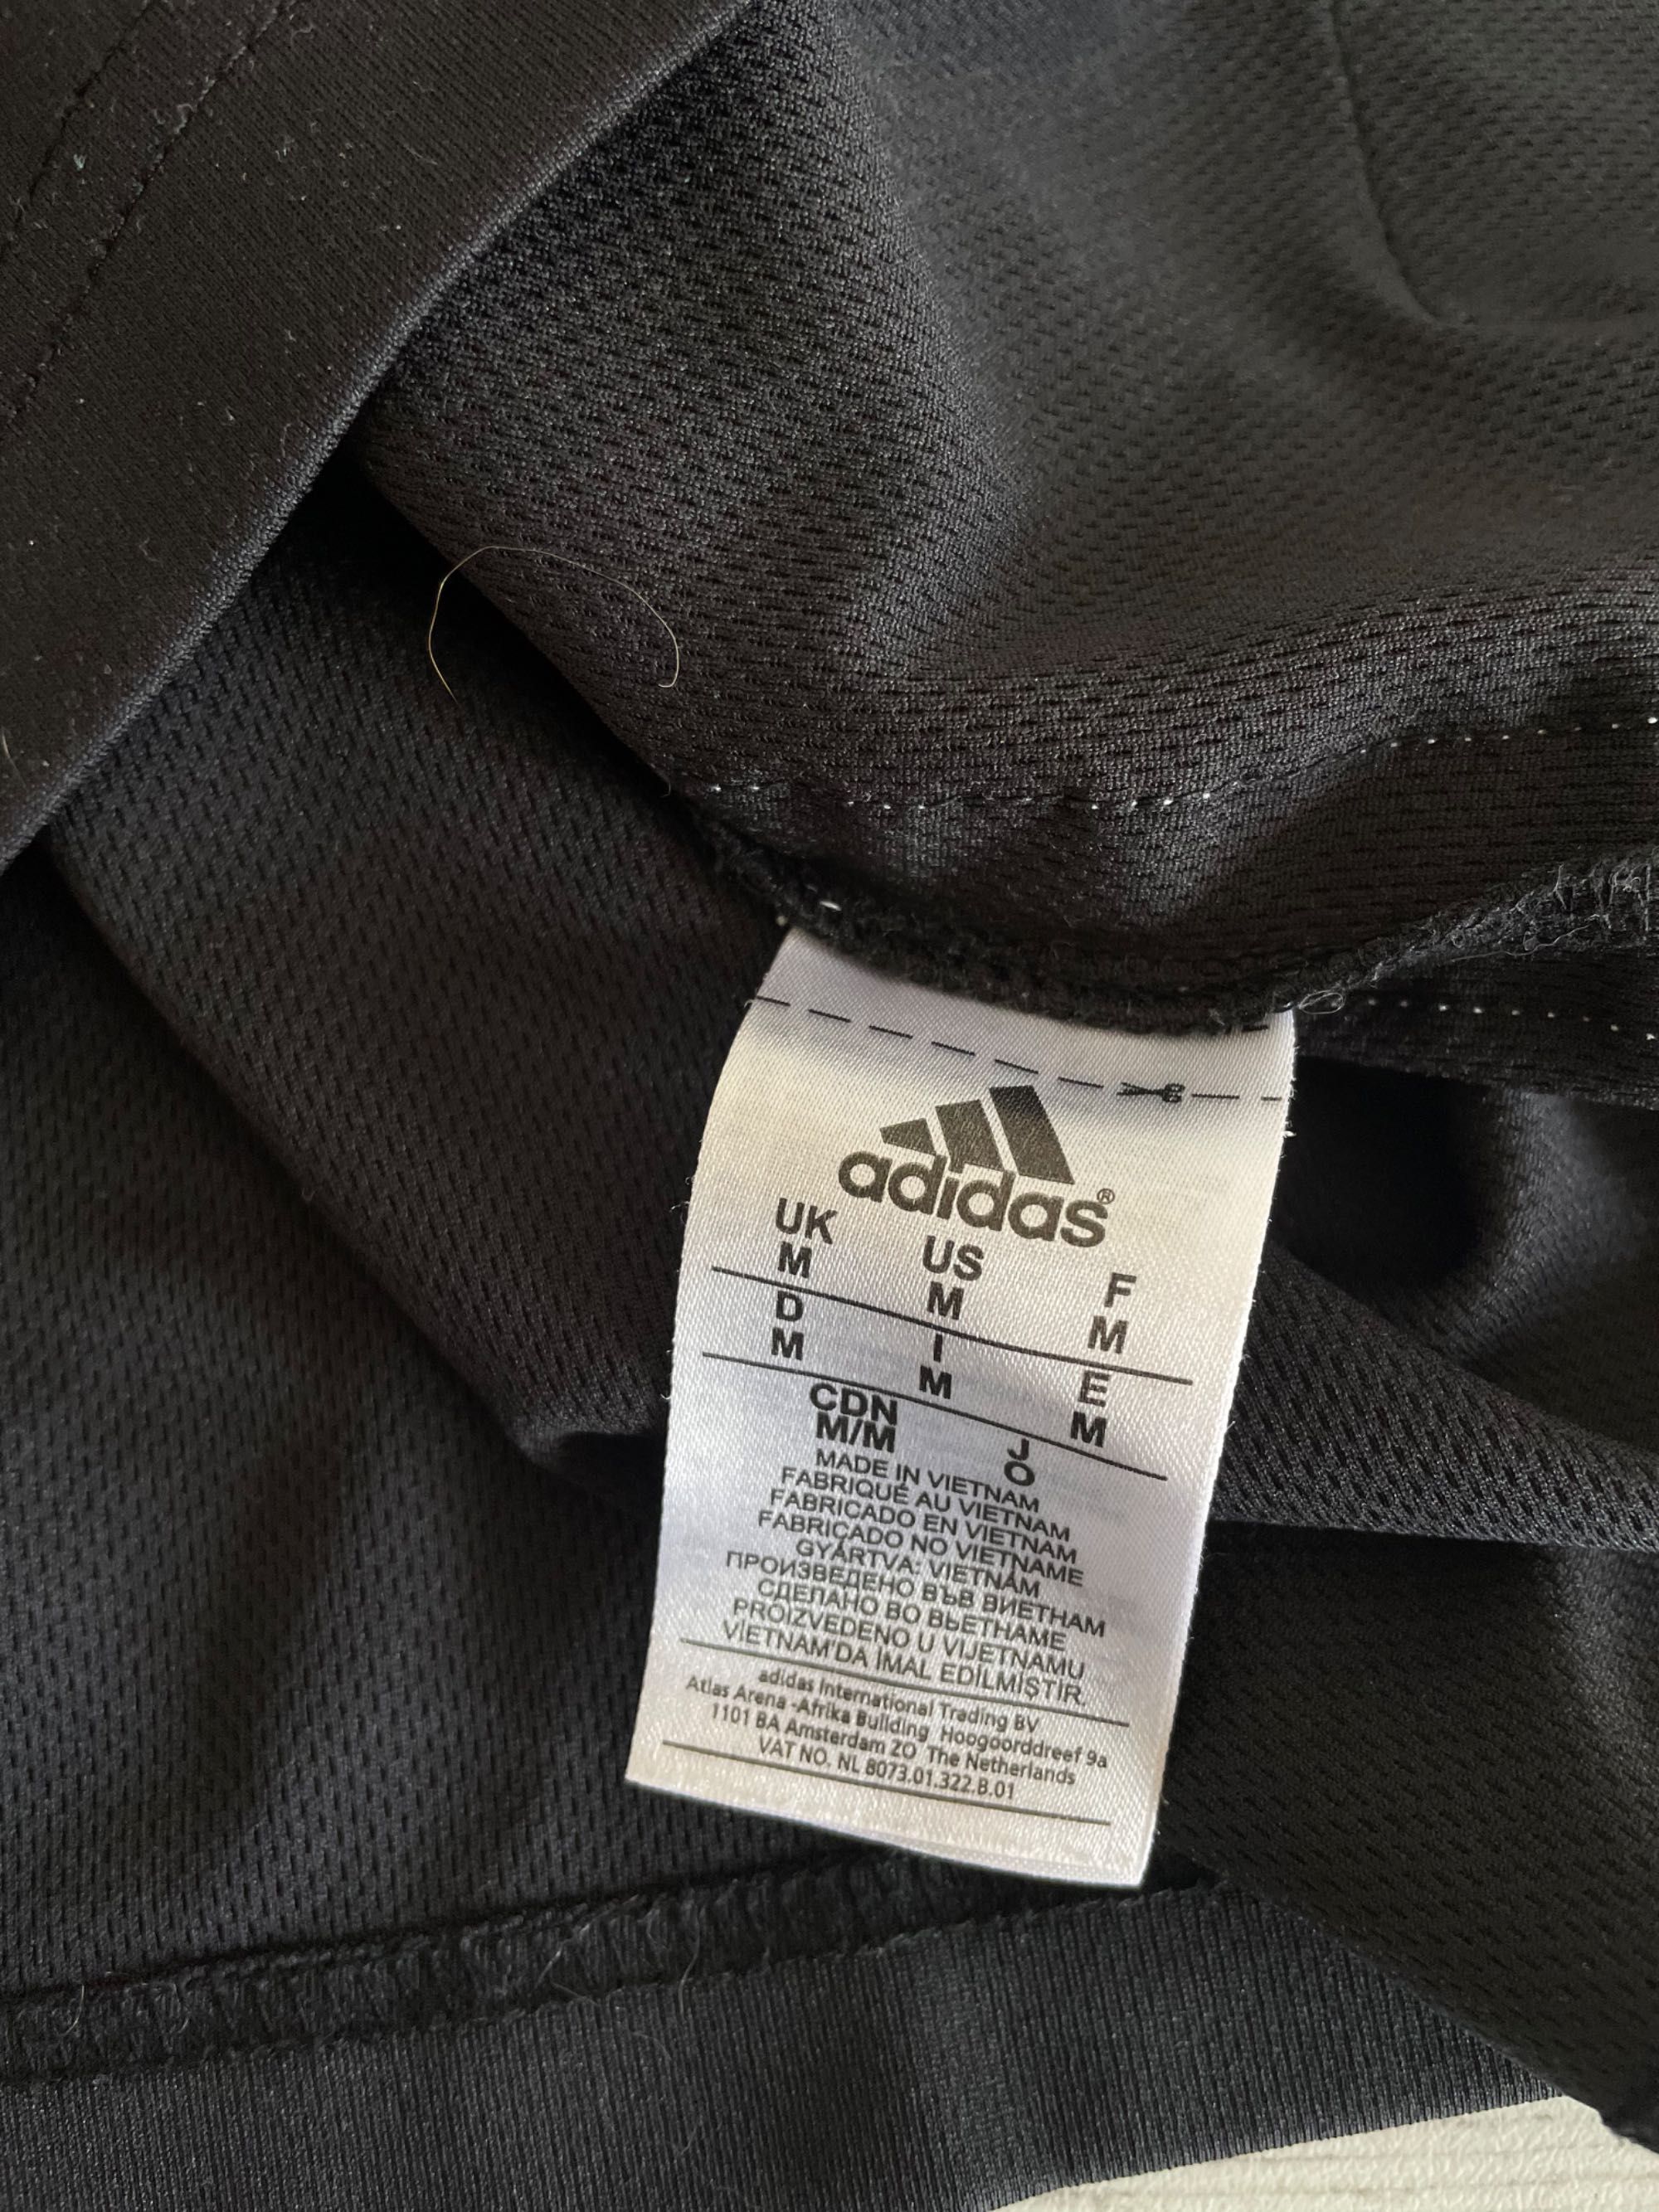 adidas®
UK US F
M M M
D I E
M M M
CDN J
M/M O
MADE IN VIETNAM
FABRIQUÉ AU VIETNAM
FABRICADO EN VIETNAM
FABRICADO NO VIETNAME
GYÁRTVA: VIETNÁM
ПРОИЗВЕДЕНО ВЪВ ВИЕТНАМ
СДЕЛАНО ВО ВЬЕТНАМЕ
PROIZVEDENO U VIJETNAMU
VIETNAM'DA İMAL EDİLMİŞTİR.
adidas International Trading BV
Atlas Arena -Afrika Building Hoogoorddreef 9a
1101 BA Amsterdam ZO The Netherlands
VAT NO. NL 8073.01.322.B.01